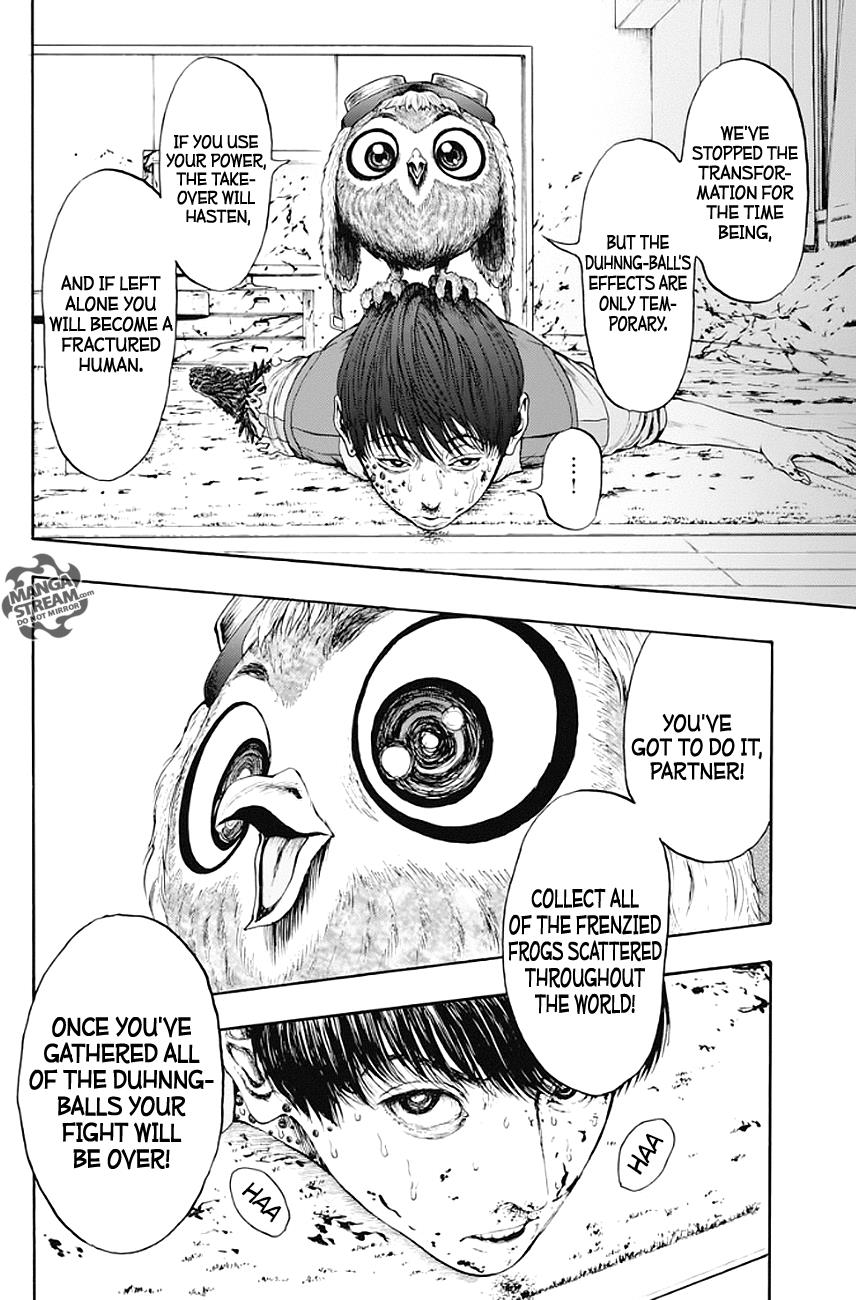 WE'VE
STOPPED THE
TRANSFOR-
MATION FOR
THE TIME
BEING,
BUT THE
DUHNNG-BALL'S
EFFECTS ARE
ONLY TEM-
PORARY.
IF YOU USE
YOUR POWER,
THE TAKE-
OVER WILL
HASTEN,
AND IF LEFT
ALONE YOU
WILL BECOME A
FRACTURED
HUMAN.
......
MANGA
STREAM.com
DO NOT MIRROR
YOU'VE
GOT TO DO IT,
PARTNER!
COLLECT ALL
OF THE FRENZIED
FROGS SCATTERED
THROUGHOUT
THE WORLD!
ONCE YOU'VE
GATHERED ALL
OF THE DUHNNG-
BALLS YOUR
FIGHT WILL
BE OVER!
HAA
HAA